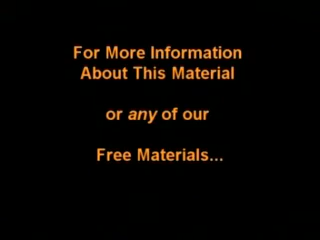 For More Information
About This Material
or any of our
Free Materials...